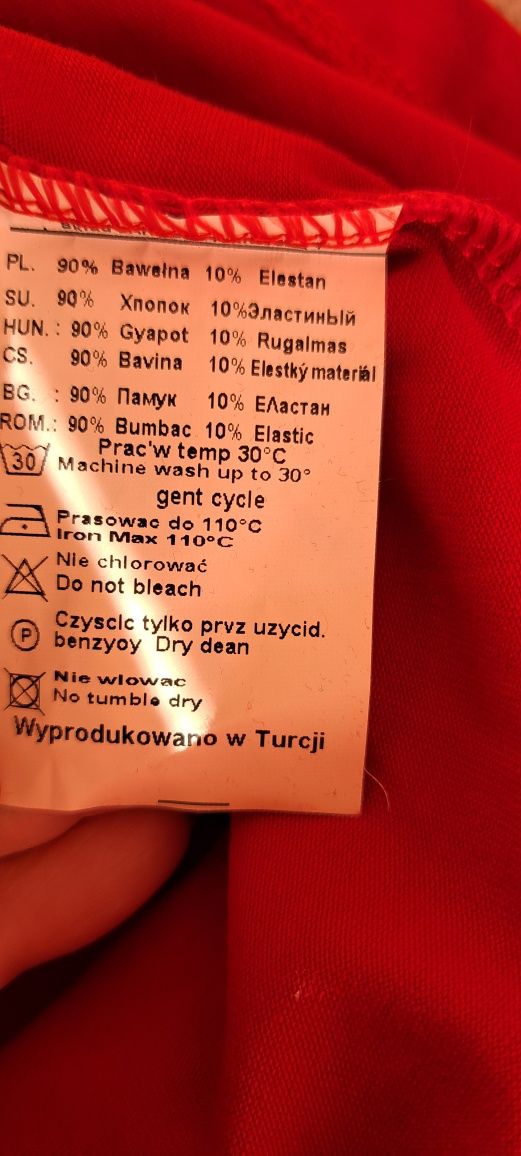 PL. 90% Bawełna 10% Elestan
SU. 90% Хпопок 10%Эластиный
HUN. : 90% Gyapot 10% Rugalmas
CS. 90% Bavina 10% Elestký materiál
BG. : 90% Памук 10% ЕЛастан
ROM.: 90% Bumbac 10% Elastic
30 Prac'w temp 30°C
Machine wash up to 30°
gent cycle
Prasowac do 110°C
Iron Max 110°C
Nie chlorować
Do not bleach
Czyscic tylko prvz uzycid.
P benzyoy Dry dean
Nie wlowac
No tumble dry
Wyprodukowano w Turcji